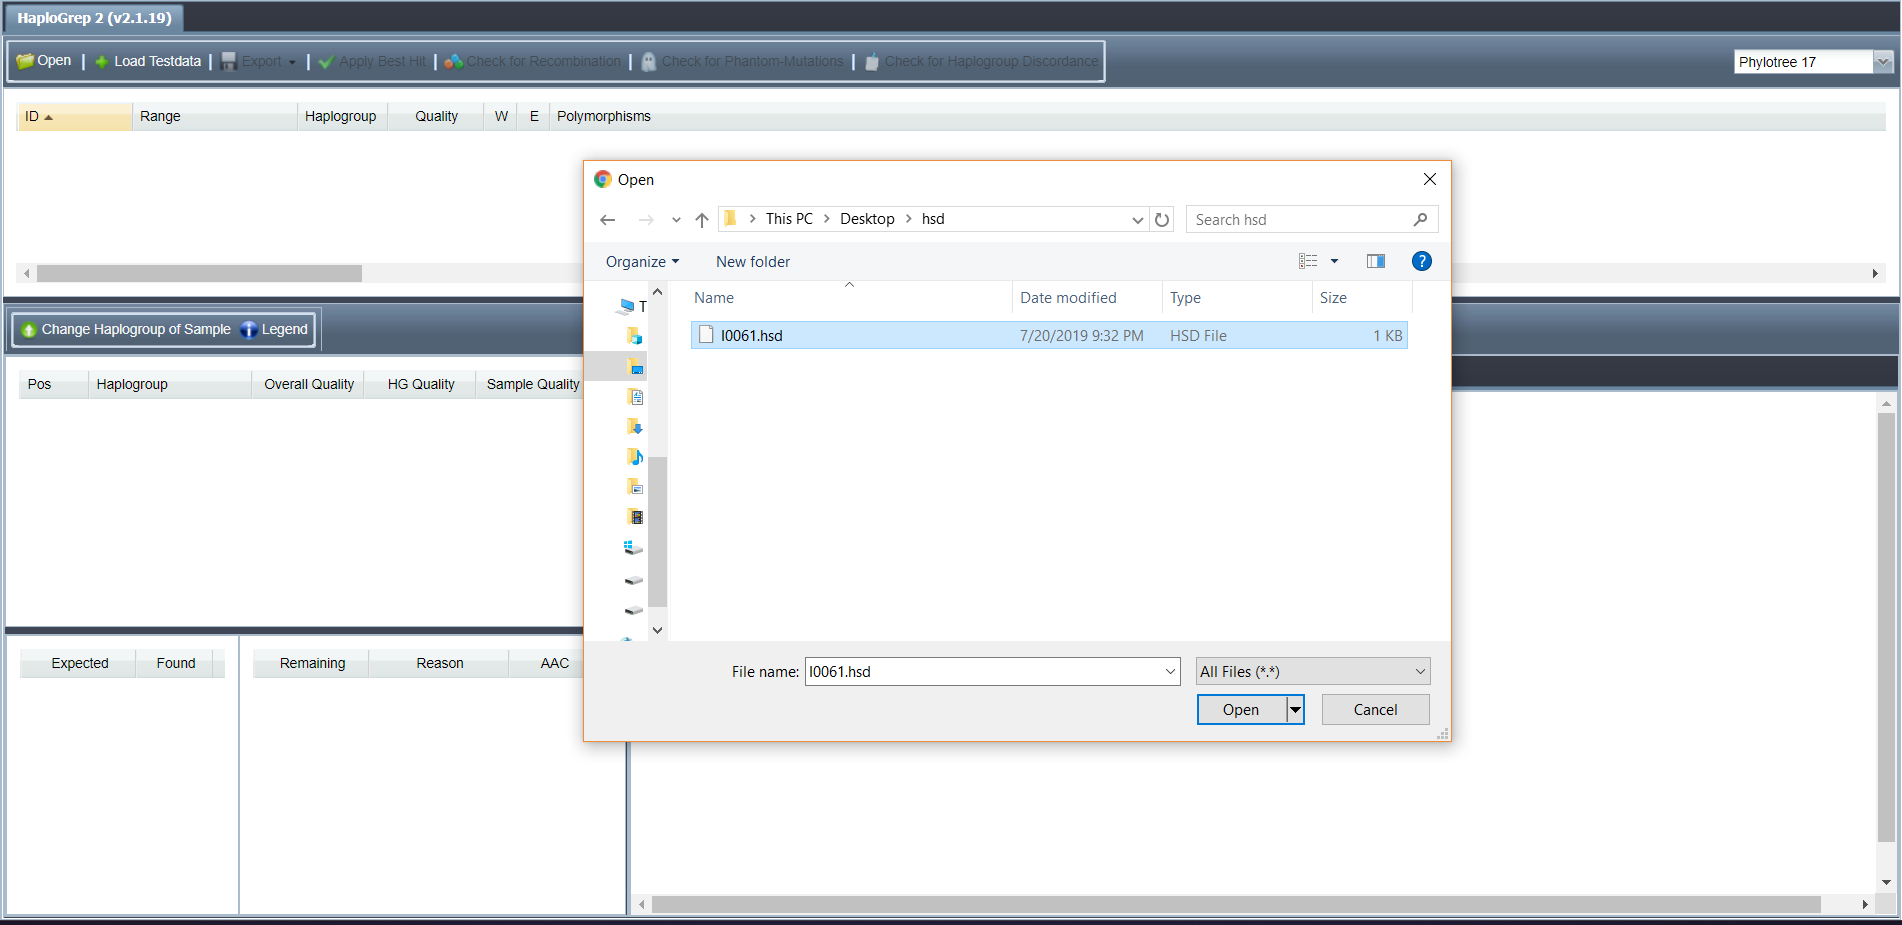 HaploGrep 2 (v2.1.19)
Open | Load Testdata | Export | Apply Best Hit | Check for Recombination | Check for Phantom-Mutations | Check for Haplogroup Discordance
Phylotree 17
ID Range Haplogroup Quality W E Polymorphisms
Open
This PC > Desktop > hsd
Search hsd
Organize New folder
?
Name Date modified Type Size
T
I0061.hsd 7/20/2019 9:32 PM HSD File 1 KB
Change Haplogroup of Sample Legend
Pos Haplogroup Overall Quality HG Quality Sample Quality
Expected Found Remaining Reason AAC
File name: I0061.hsd All Files (*.*)
Open Cancel